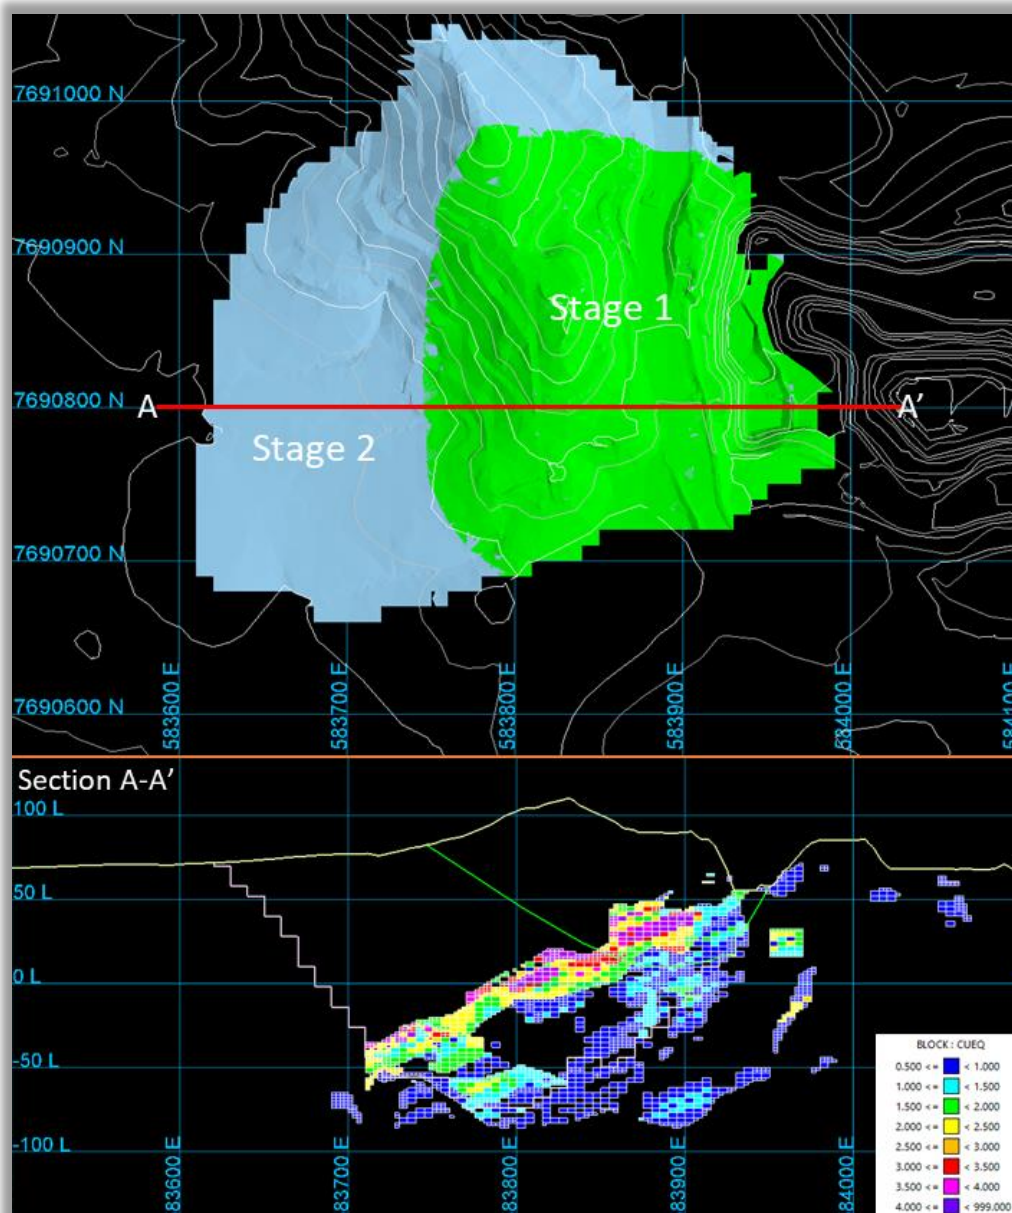 7691000 N
7690900 N
Stage 1
A
7690800 N
A’
Stage 2
7690700 N
7690600 N
583600 E
583700 E
583800 E
583900 E
584000 E
584100
Section A-A’
100 L
50 L
0 L
-50 L
-100 L
83600 E
83700 E
83800 E
83900 E
84000 E
BLOCK : CUEQ
0.500 <= < 1.000
1.000 <= < 1.500
1.500 <= < 2.000
2.000 <= < 2.500
2.500 <= < 3.000
3.000 <= < 3.500
3.500 <= < 4.000
4.000 <= < 999.000